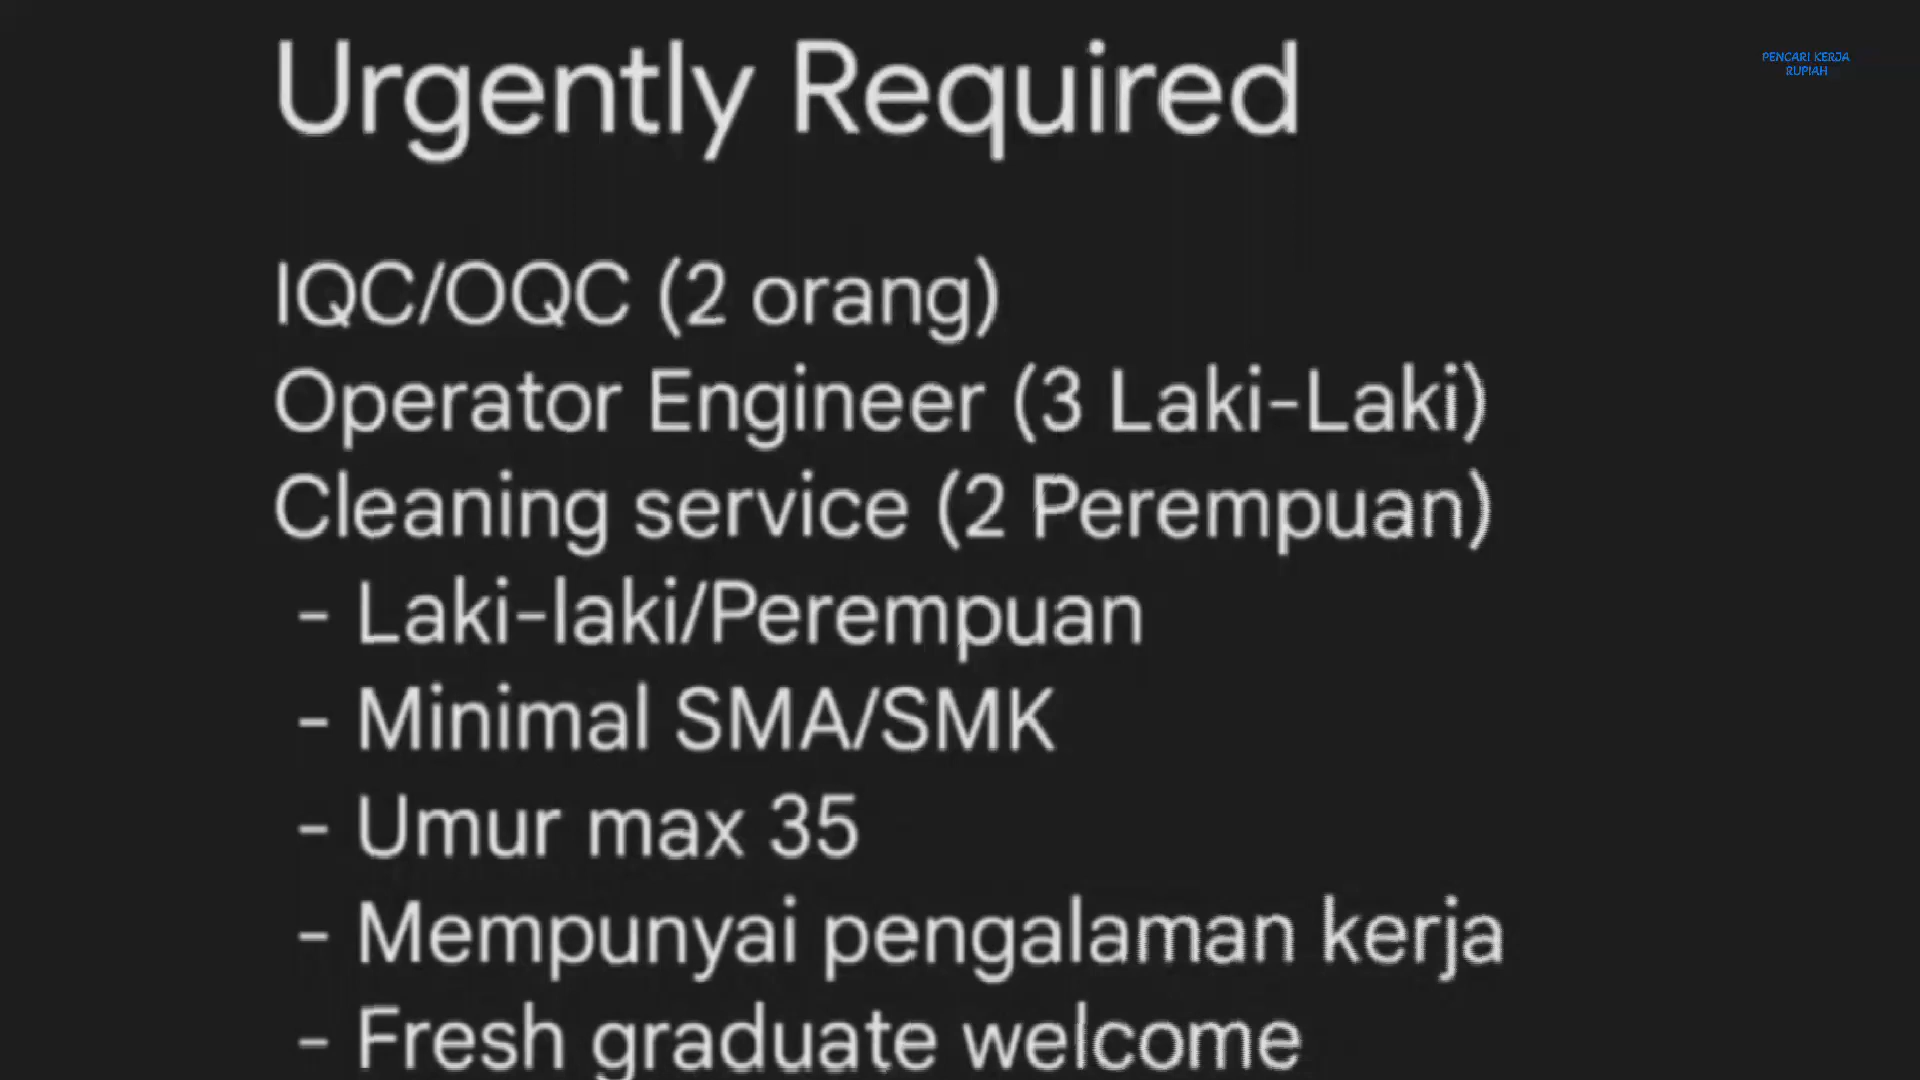 Urgently Required
PENCARI KERJA
RUPIAH
IQC/OQC (2 orang)
Operator Engineer (3 Laki-Laki)
Cleaning service (2 Perempuan)
- Laki-laki/Perempuan
- Minimal SMA/SMK
- Umur max 35
- Mempunyai pengalaman kerja
- Fresh graduate welcome